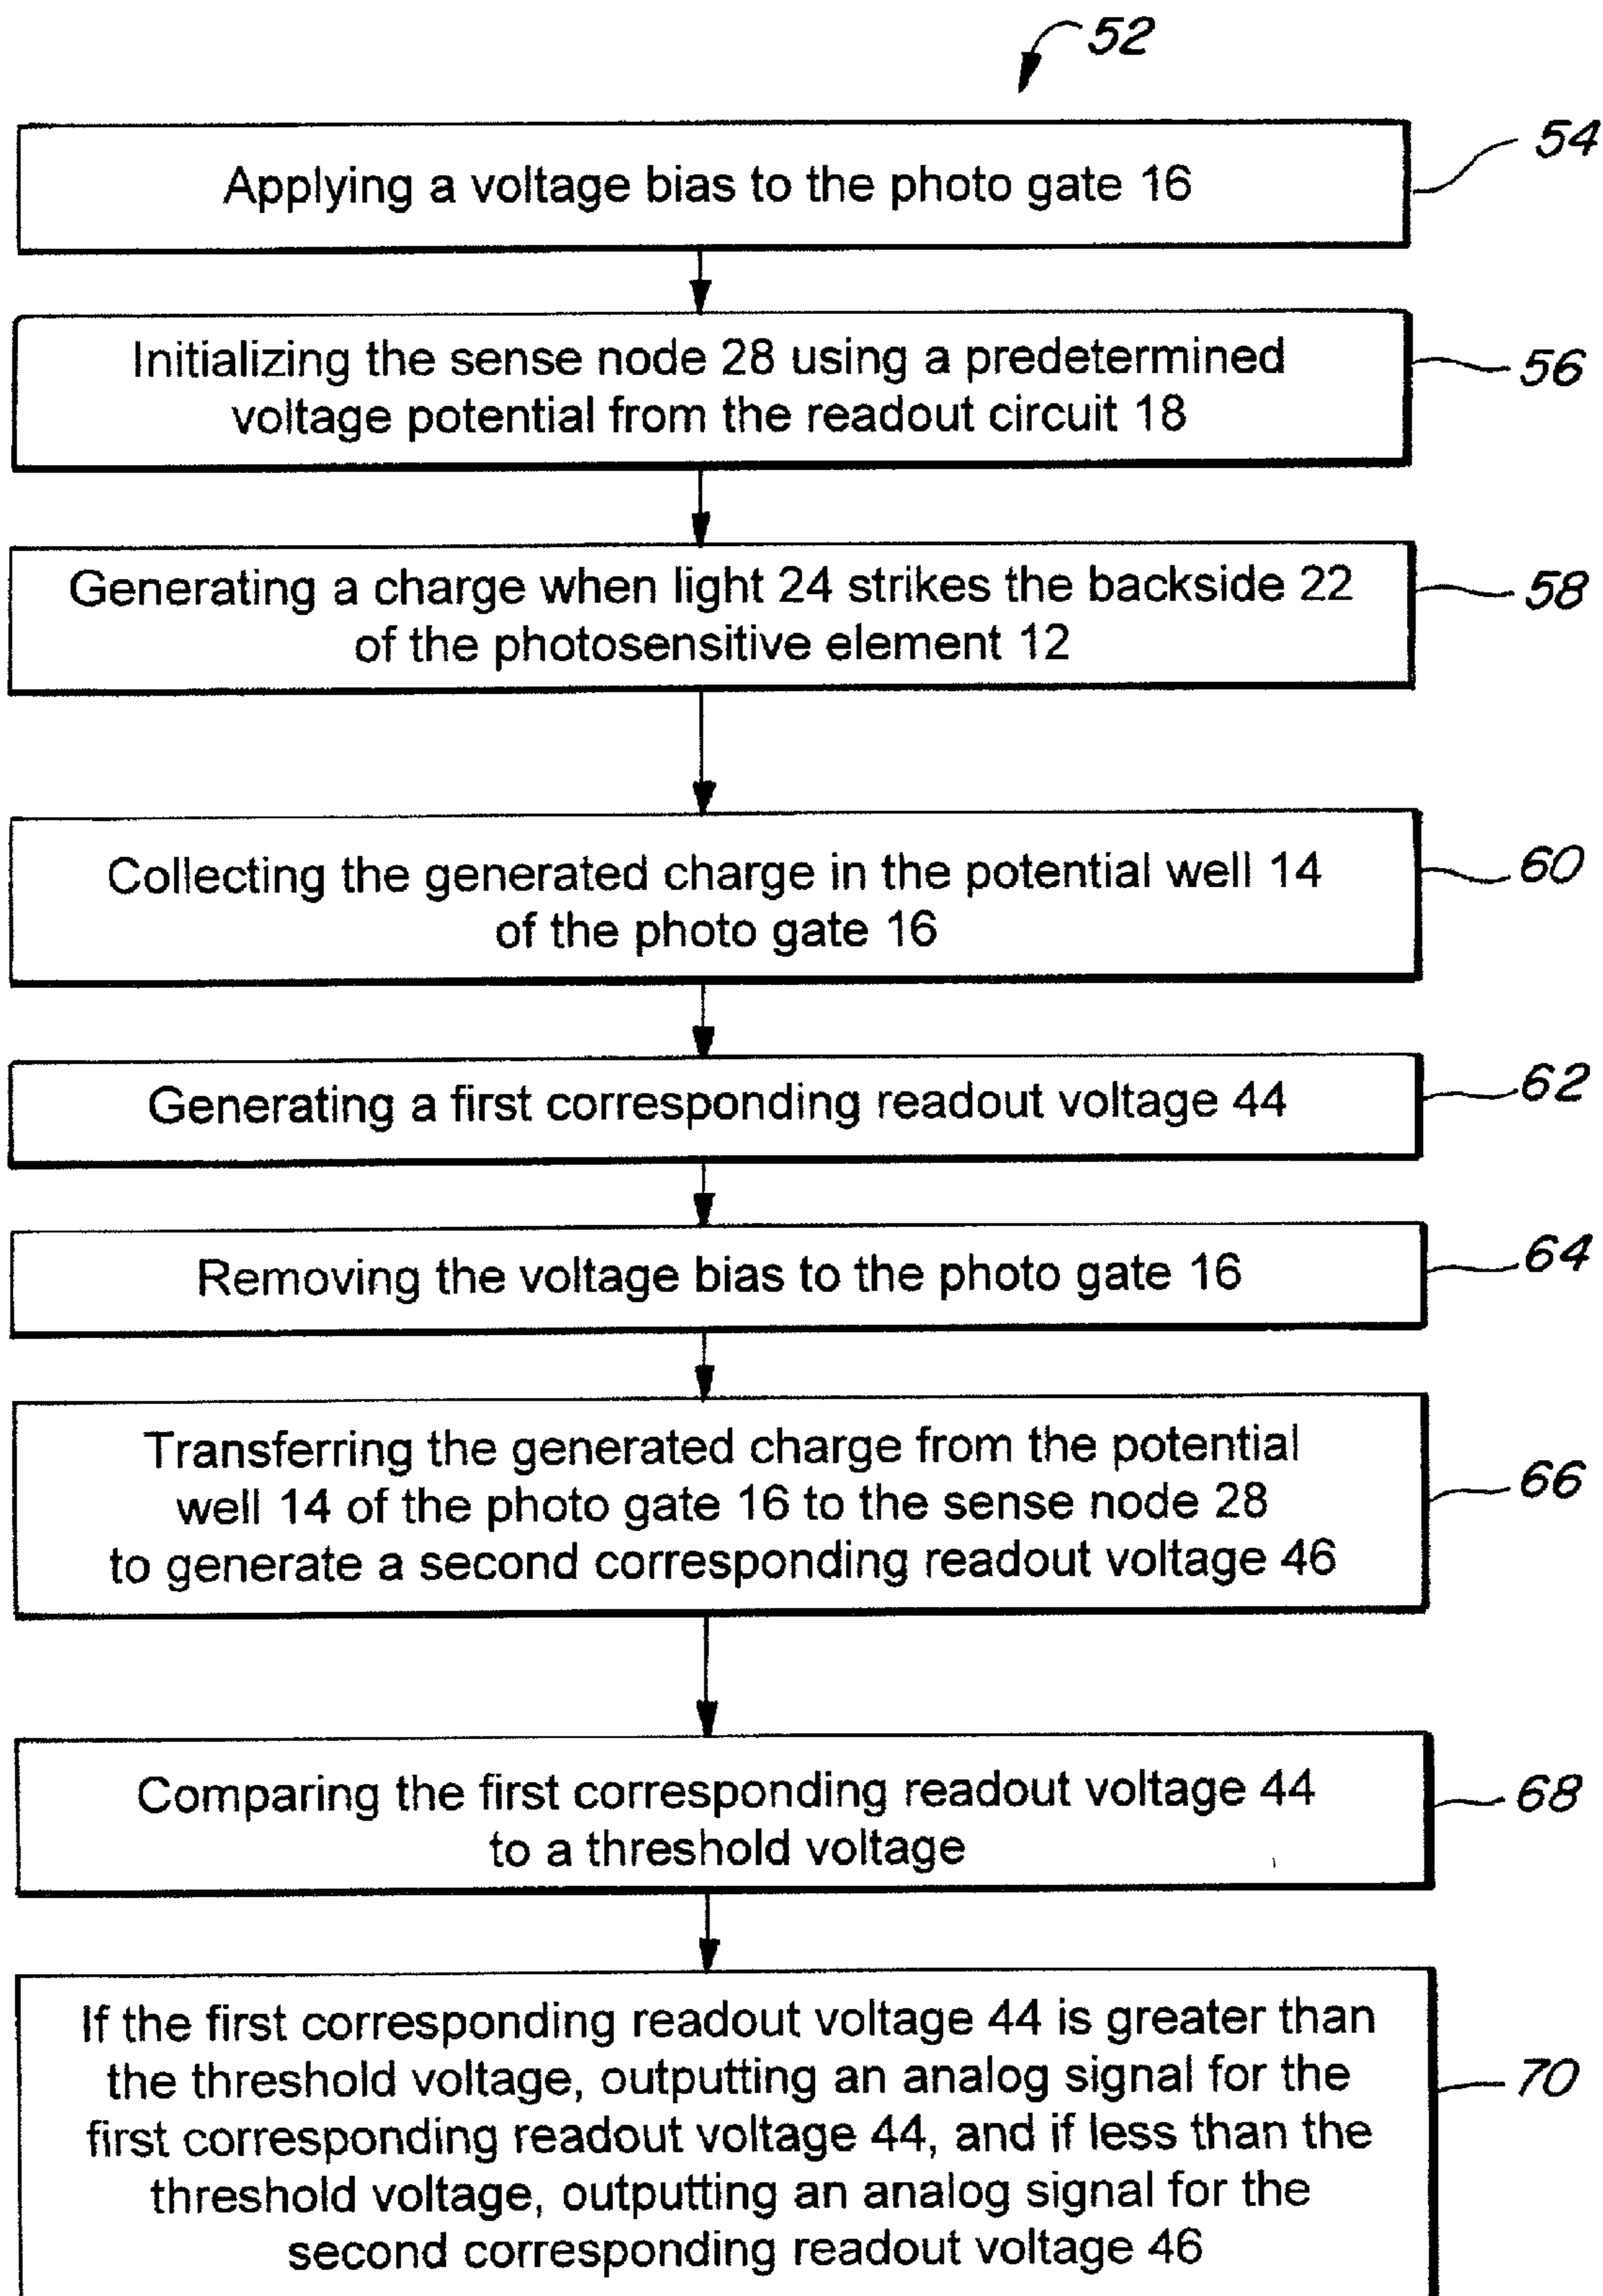 52
Applying a voltage bias to the photo gate 16
54
Initializing the sense node 28 using a predetermined
voltage potential from the readout circuit 18
56
Generating a charge when light 24 strikes the backside 22
of the photosensitive element 12
58
Collecting the generated charge in the potential well 14
of the photo gate 16
60
Generating a first corresponding readout voltage 44
62
Removing the voltage bias to the photo gate 16
64
Transferring the generated charge from the potential
well 14 of the photo gate 16 to the sense node 28
to generate a second corresponding readout voltage 46
66
Comparing the first corresponding readout voltage 44
to a threshold voltage
68
If the first corresponding readout voltage 44 is greater than
the threshold voltage, outputting an analog signal for the
first corresponding readout voltage 44, and if less than the
threshold voltage, outputting an analog signal for the
second corresponding readout voltage 46
70